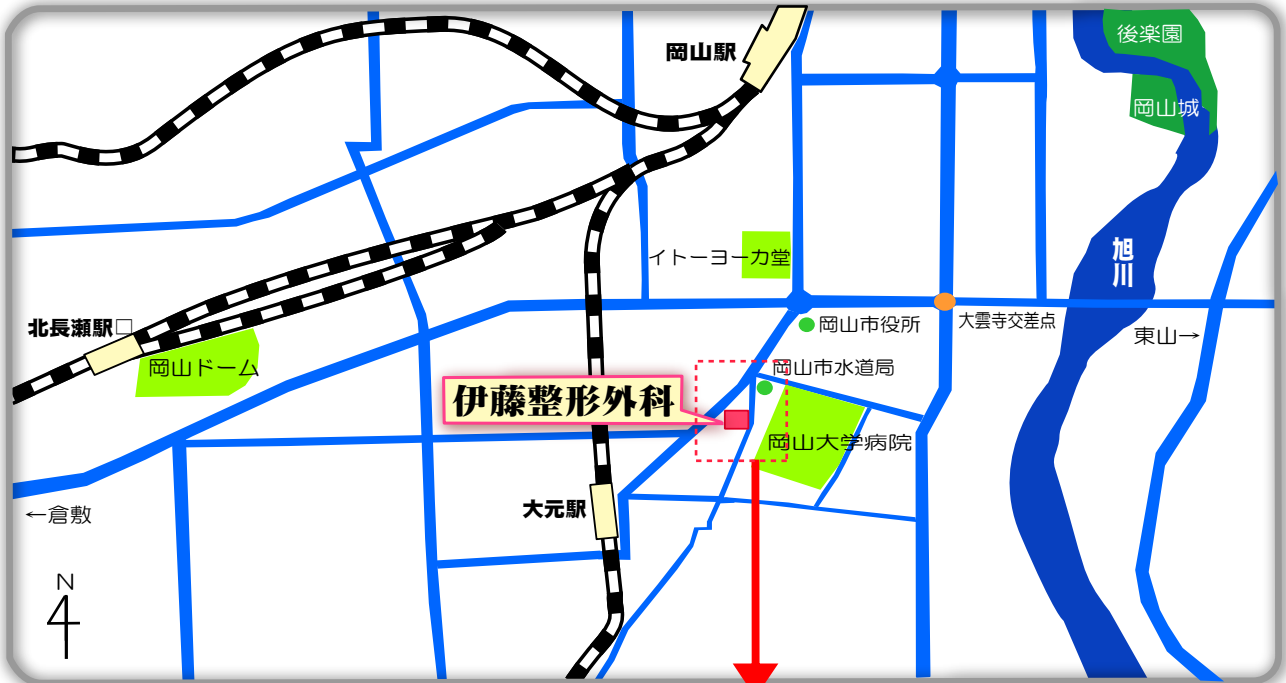 後楽園
岡山駅
岡山城
旭川
イトーヨーカ堂
北長瀬駅□
岡山市役所
大雲寺交差点
東山→
岡山ドーム
岡山市水道局
伊藤整形外科
岡山大学病院
大元駅
←倉敷
N